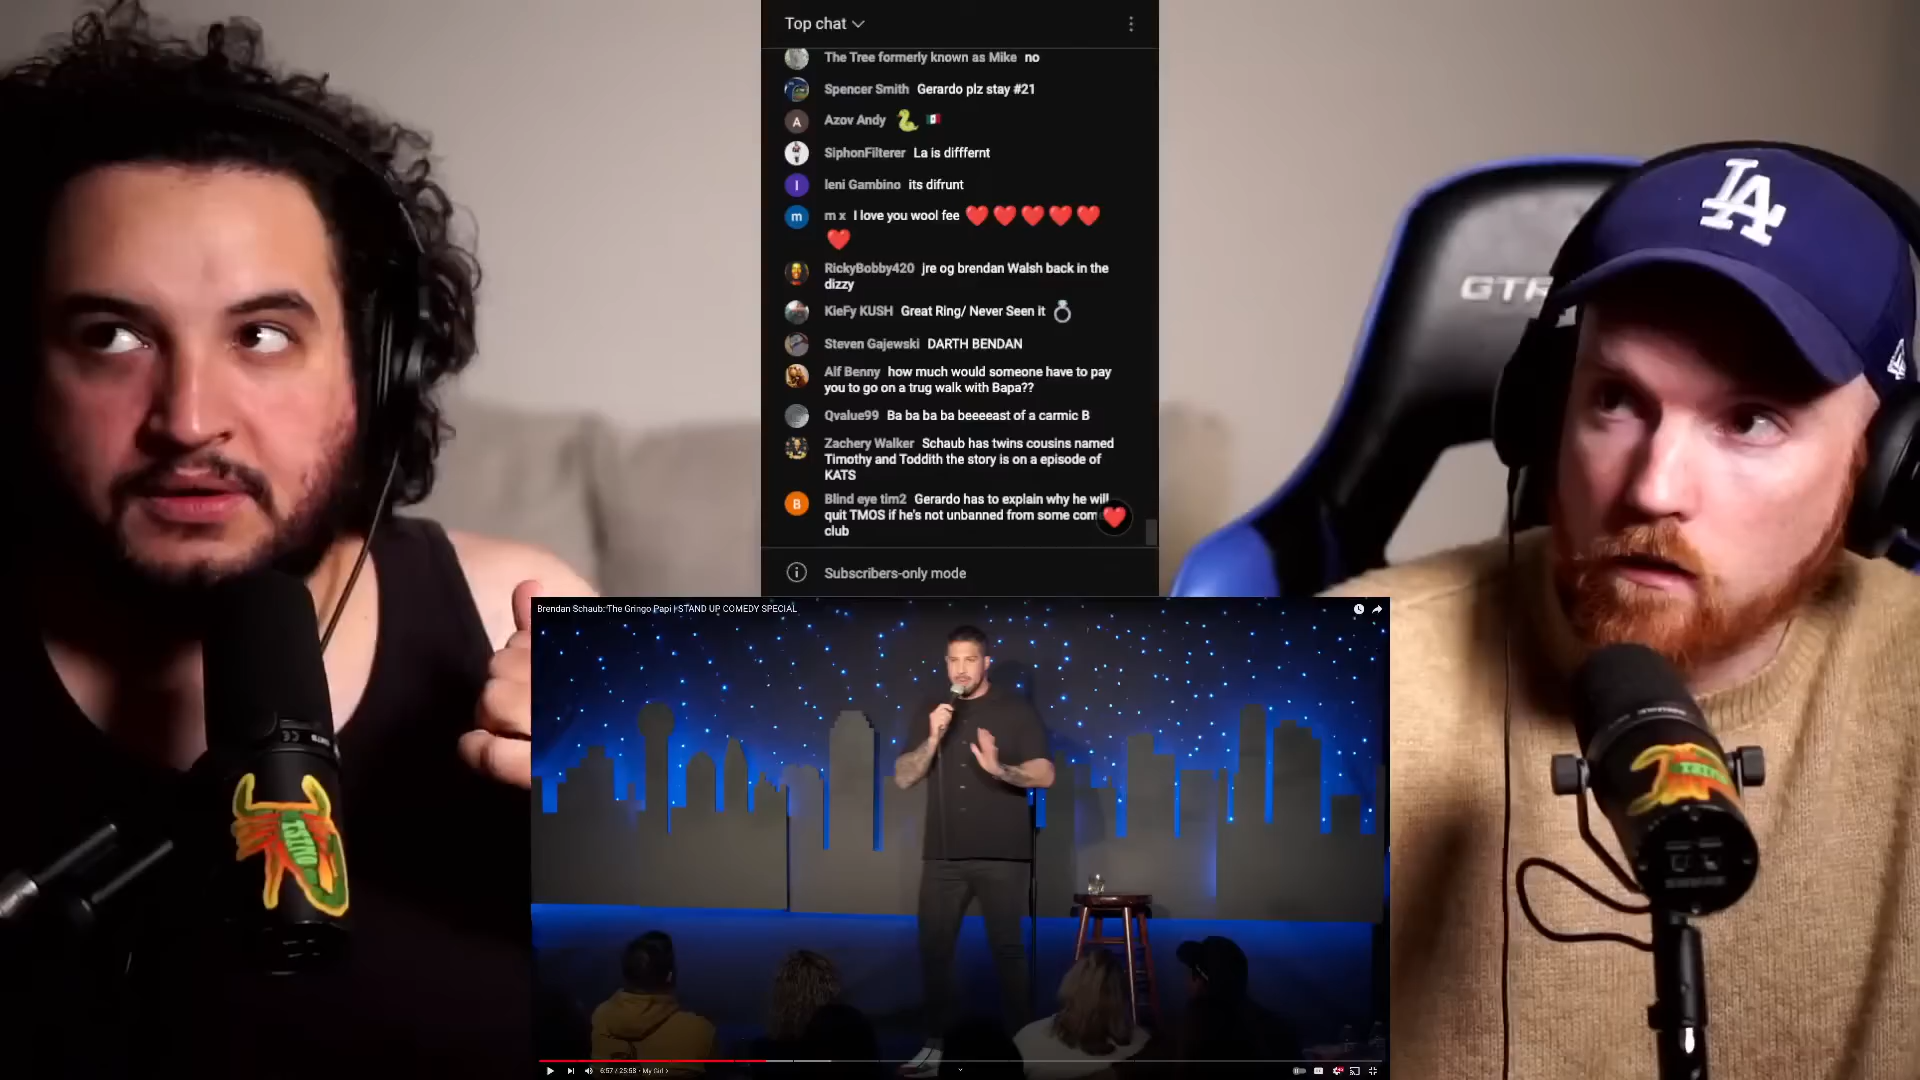 Top chat
The Tree formerly known as Mike no
Spencer Smith Gerardo plz stay #21
A Azov Andy
SiphonFilterer La is difffernt
I Ieni Gambino its difrunt
m m x I love you wool fee
RickyBobby420 jre og brendan Walsh back in the
dizzy
KieFy KUSH Great Ring/ Never Seen it
Steven Gajewski DARTH BENDAN
Alf Benny how much would someone have to pay
you to go on a trug walk with Bapa??
Qvalue99 Ba ba ba ba beeeeast of a carmic B
Zachery Walker Schaub has twins cousins named
Timothy and Toddith the story is on a episode of
KATS
B Blind eye tim2 Gerardo has to explain why he will
quit TMOS if he's not unbanned from some com
club
Subscribers-only mode
LA
GTR
Brendan Schaub: The Gringo Papi | STAND UP COMEDY SPECIAL
6:57 / 25:58 • My Girl